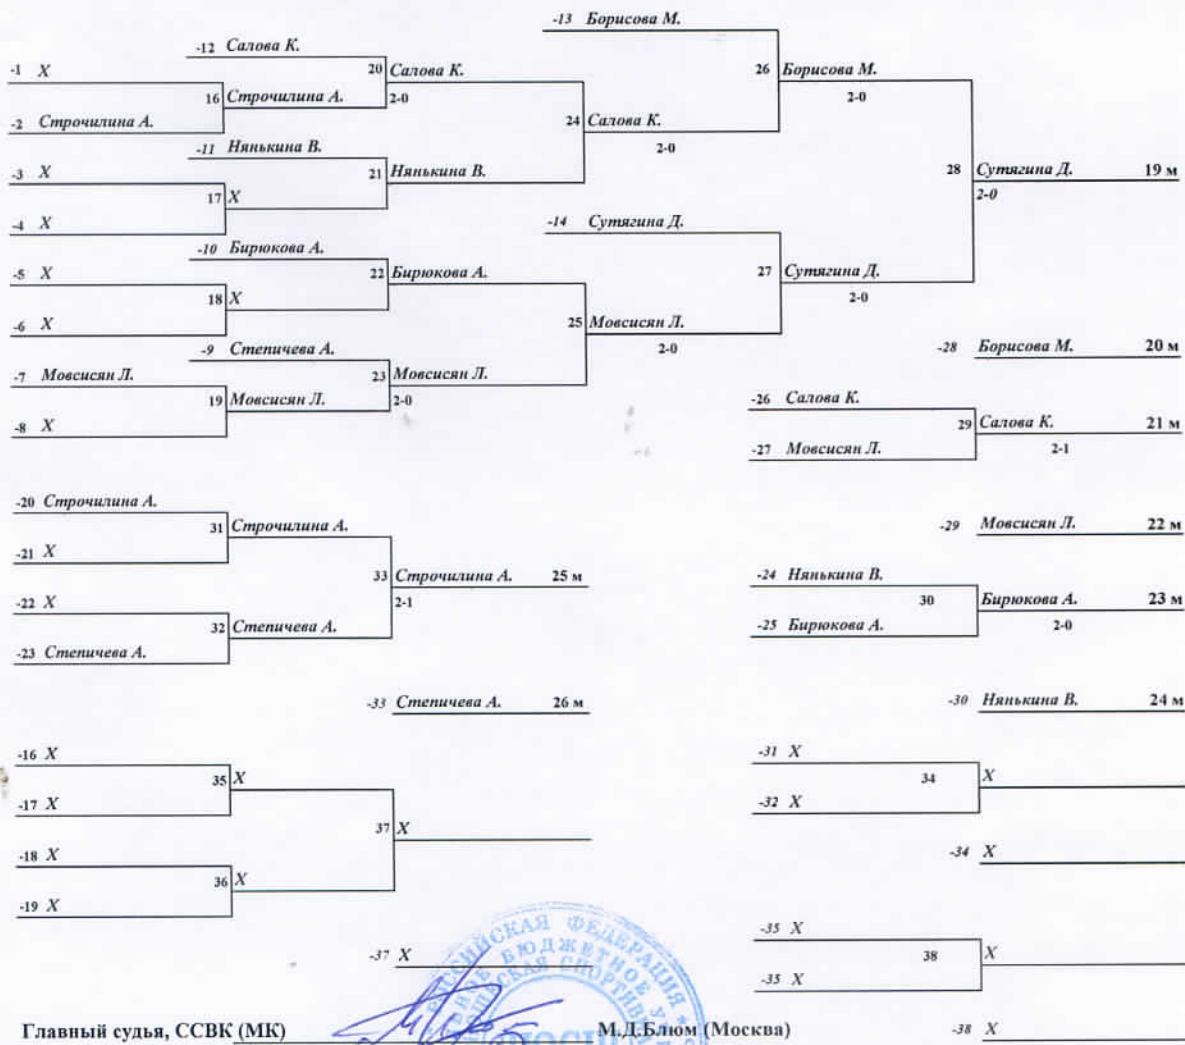 -13 Борисова М.
-12 Салова К.
-1 X 20 Салова К. 26 Борисова М.
16 Строчилина А. 2-0 2-0
-2 Строчилина А. 24 Салова К.
-11 Нянькина В. 2-0
-3 X 21 Нянькина В. 28 Сутягина Д. 19 м
17 X 2-0
-4 X -14 Сутягина Д.
-10 Бирюкова А.
-5 X 22 Бирюкова А. 27 Сутягина Д.
18 X 2-0
-6 X 25 Мовсисян Л.
-9 Степичева А. 2-0 -28 Борисова М. 20 м
-7 Мовсисян Л. 23 Мовсисян Л.
19 Мовсисян Л. 2-0 -26 Салова К.
-8 X 29 Салова К. 21 м
-27 Мовсисян Л. 2-1
-20 Строчилина А.
31 Строчилина А. -29 Мовсисян Л. 22 м
-21 X
33 Строчилина А. 25 м -24 Нянькина В.
-22 X 2-1 30 Бирюкова А. 23 м
32 Степичева А. -25 Бирюкова А. 2-0
-23 Степичева А.
-33 Степичева А. 26 м -30 Нянькина В. 24 м
-16 X -31 X
35 X 34 X
-17 X -32 X
37 X
-18 X -34 X
36 X
-19 X
-35 X
-37 X 38 X
-35 X
Главный судья, ССВК (МК) М.Д.Блюм (Москва) -38 X
РОССИЙСКАЯ ФЕДЕРАЦИЯ
БЮДЖЕТНОЕ